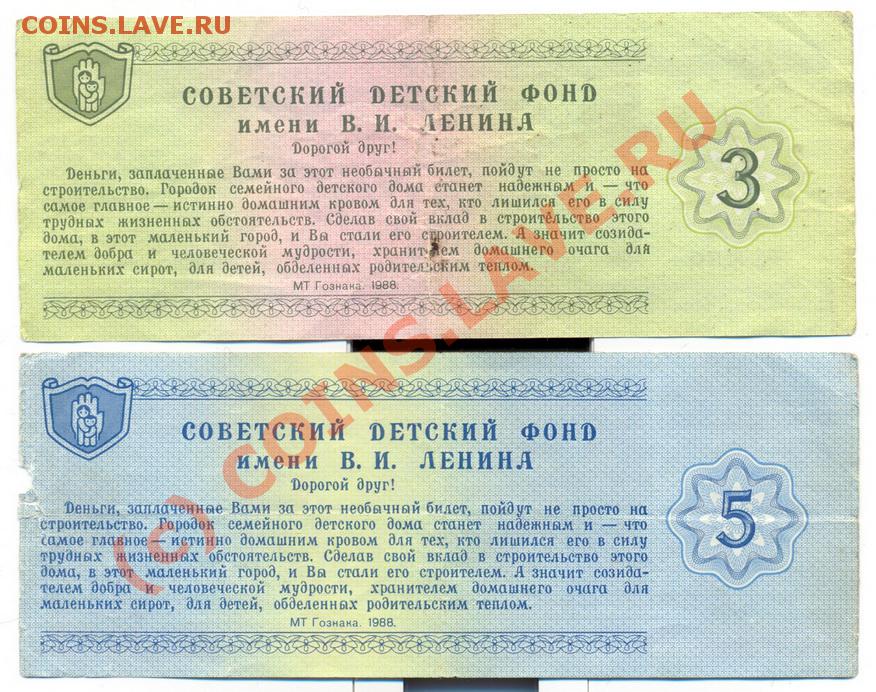 COINS.LAVE.RU
СОВЕТСКИЙ ДЕТСКИЙ ФОНД
имени В. И. ЛЕНИНА
Дорогой друг!
Деньги, заплаченные Вами за этот необычный билет, пойдут не просто на
строительство. Городок семейного детского дома станет надежным и — что
самое главное — истинно домашним кровом для тех, кто лишился его в силу
трудных жизненных обстоятельств. Сделав свой вклад в строительство этого
дома, в этот маленький город, и Вы стали его строителем. А значит созида-
телем добра и человеческой мудрости, хранителем домашнего очага для
маленьких сирот, для детей, обделенных родительским теплом.
МТ Гознака. 1988.
3
СОВЕТСКИЙ ДЕТСКИЙ ФОНД
имени В. И. ЛЕНИНА
Дорогой друг!
Деньги, заплаченные Вами за этот необычный билет, пойдут не просто на
строительство. Городок семейного детского дома станет надежным и — что
самое главное — истинно домашним кровом для тех, кто лишился его в силу
трудных жизненных обстоятельств. Сделав свой вклад в строительство этого
дома, в этот маленький город, и Вы стали его строителем. А значит созида-
телем добра и человеческой мудрости, хранителем домашнего очага для
маленьких сирот, для детей, обделенных родительским теплом.
МТ Гознака. 1988.
5
(c) COINS.LAVE.RU
COINS.LAVE.RU